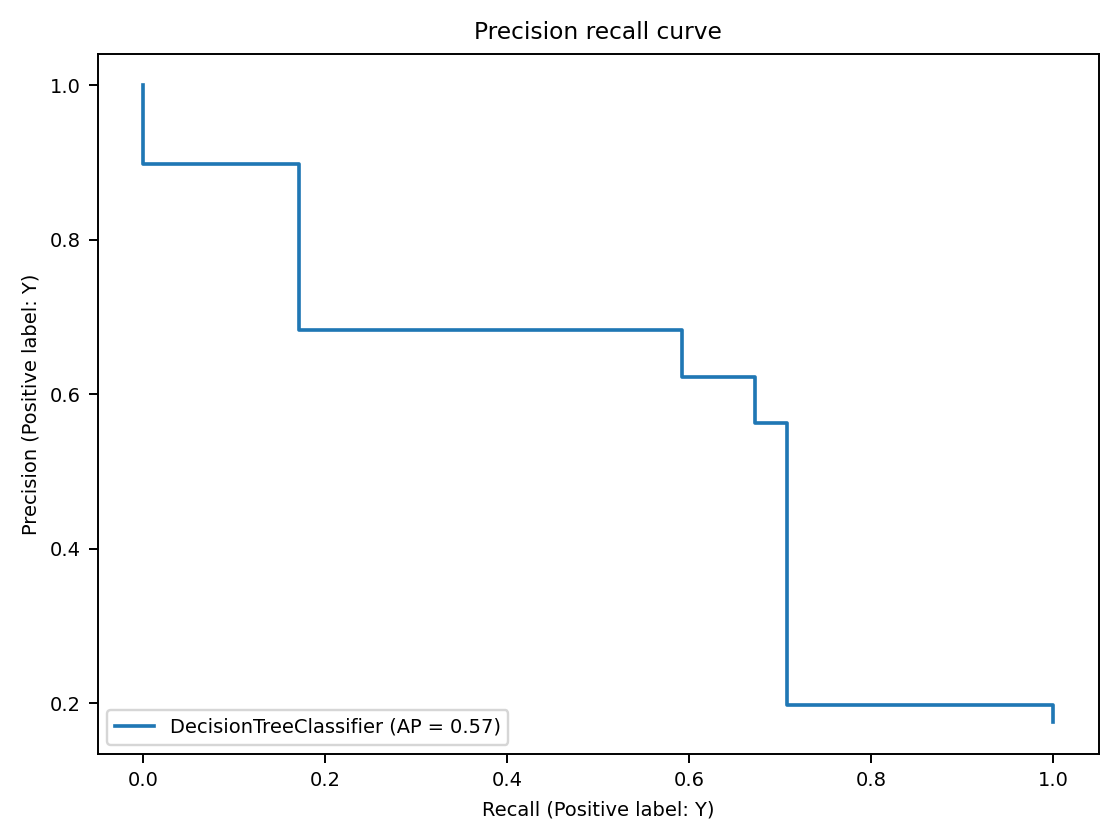 Precision recall curve
1.0
0.8
0.6
0.4
0.2
Precision (Positive label: Y)
DecisionTreeClassifier (AP = 0.57)
0.0
0.2
0.4
0.6
0.8
1.0
Recall (Positive label: Y)